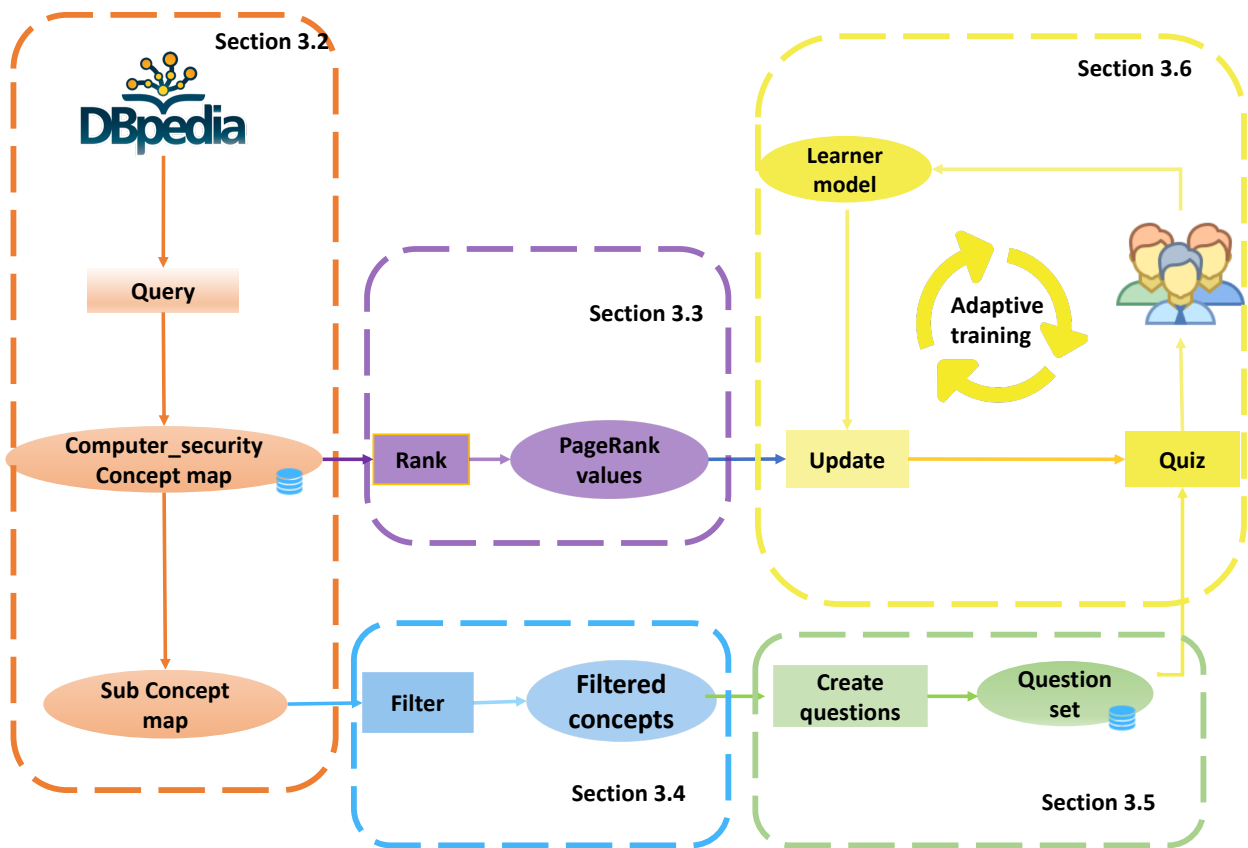 Section 3.2
DBpedia
Query
Computer_security
Concept map
Sub Concept
map
Section 3.3
Rank
PageRank
values
Filter
Filtered
concepts
Section 3.4
Section 3.6
Learner
model
Adaptive
training
Update
Quiz
Create
questions
Question
set
Section 3.5